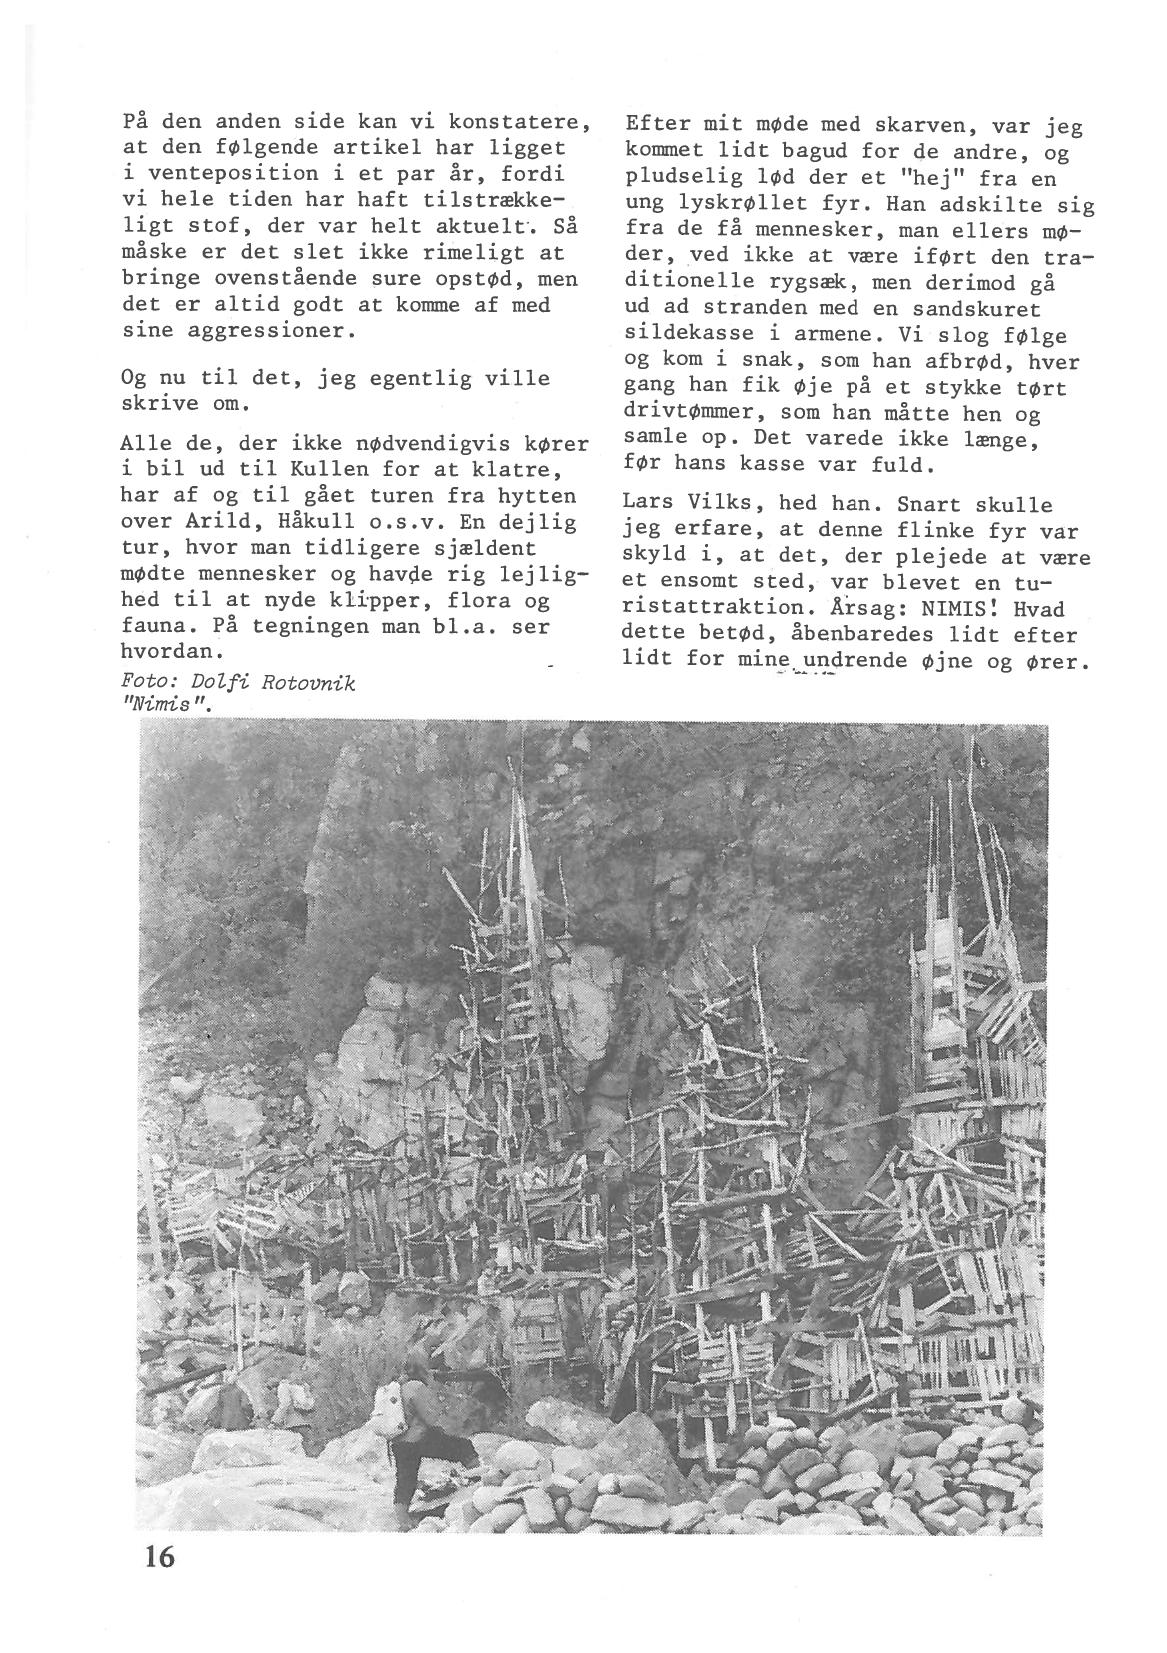 På den anden side kan vi konstatere,
at den følgende artikel har ligget
i venteposition i et par år, fordi
vi hele tiden har haft tilstrække-
ligt stof, der var helt aktuelt. Så
måske er det slet ikke rimeligt at
bringe ovenstående sure opstød, men
det er altid godt at komme af med
sine aggressioner.
Og nu til det, jeg egentlig ville
skrive om.
Alle de, der ikke nødvendigvis kører
i bil ud til Kullen for at klatre,
har af og til gået turen fra hytten
over Arild, Håkull o.s.v. En dejlig
tur, hvor man tidligere sjældent
mødte mennesker og havde rig lejlig-
hed til at nyde klipper, flora og
fauna. På tegningen man bl.a. ser
hvordan.
Foto: Dolfi Rotovnik
"Nimis".
Efter mit møde med skarven, var jeg
kommet lidt bagud for de andre, og
pludselig lød der et "hej" fra en
ung lyskrøllet fyr. Han adskilte sig
fra de få mennesker, man ellers mø-
der, ved ikke at være iført den tra-
ditionelle rygsæk, men derimod gå
ud ad stranden med en sandskuret
sildekasse i armene. Vi slog følge
og kom i snak, som han afbrød, hver
gang han fik øje på et stykke tørt
drivtømmer, som han måtte hen og
samle op. Det varede ikke længe,
før hans kasse var fuld.
Lars Vilks, hed han. Snart skulle
jeg erfare, at denne flinke fyr var
skyld i, at det, der plejede at være
et ensomt sted, var blevet en tu-
ristattraktion. Årsag: NIMIS! Hvad
dette betød, åbenbaredes lidt efter
lidt for mine undrende øjne og ører.
16